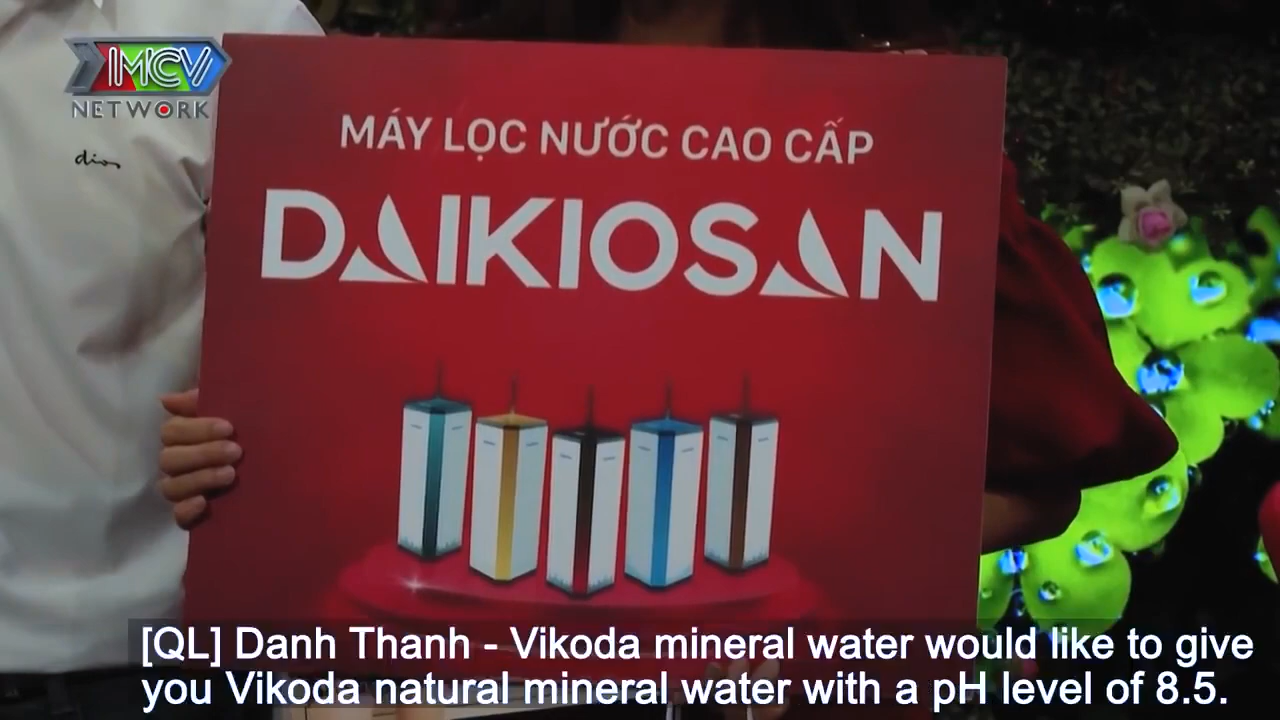 MCV
NETWORK
dios
MÁY LỌC NƯỚC CAO CẤP
DAIKIOSAN
[QL] Danh Thanh - Vikoda mineral water would like to give
you Vikoda natural mineral water with a pH level of 8.5.